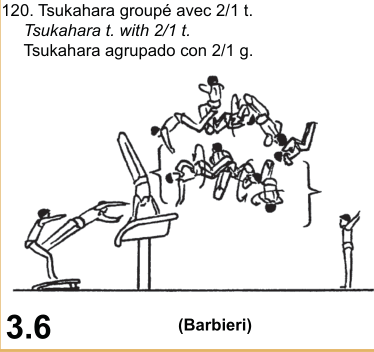 120. Tsukahara groupé avec 2/1 t.
Tsukahara t. with 2/1 t.
Tsukahara agrupado con 2/1 g.
3.6
(Barbieri)